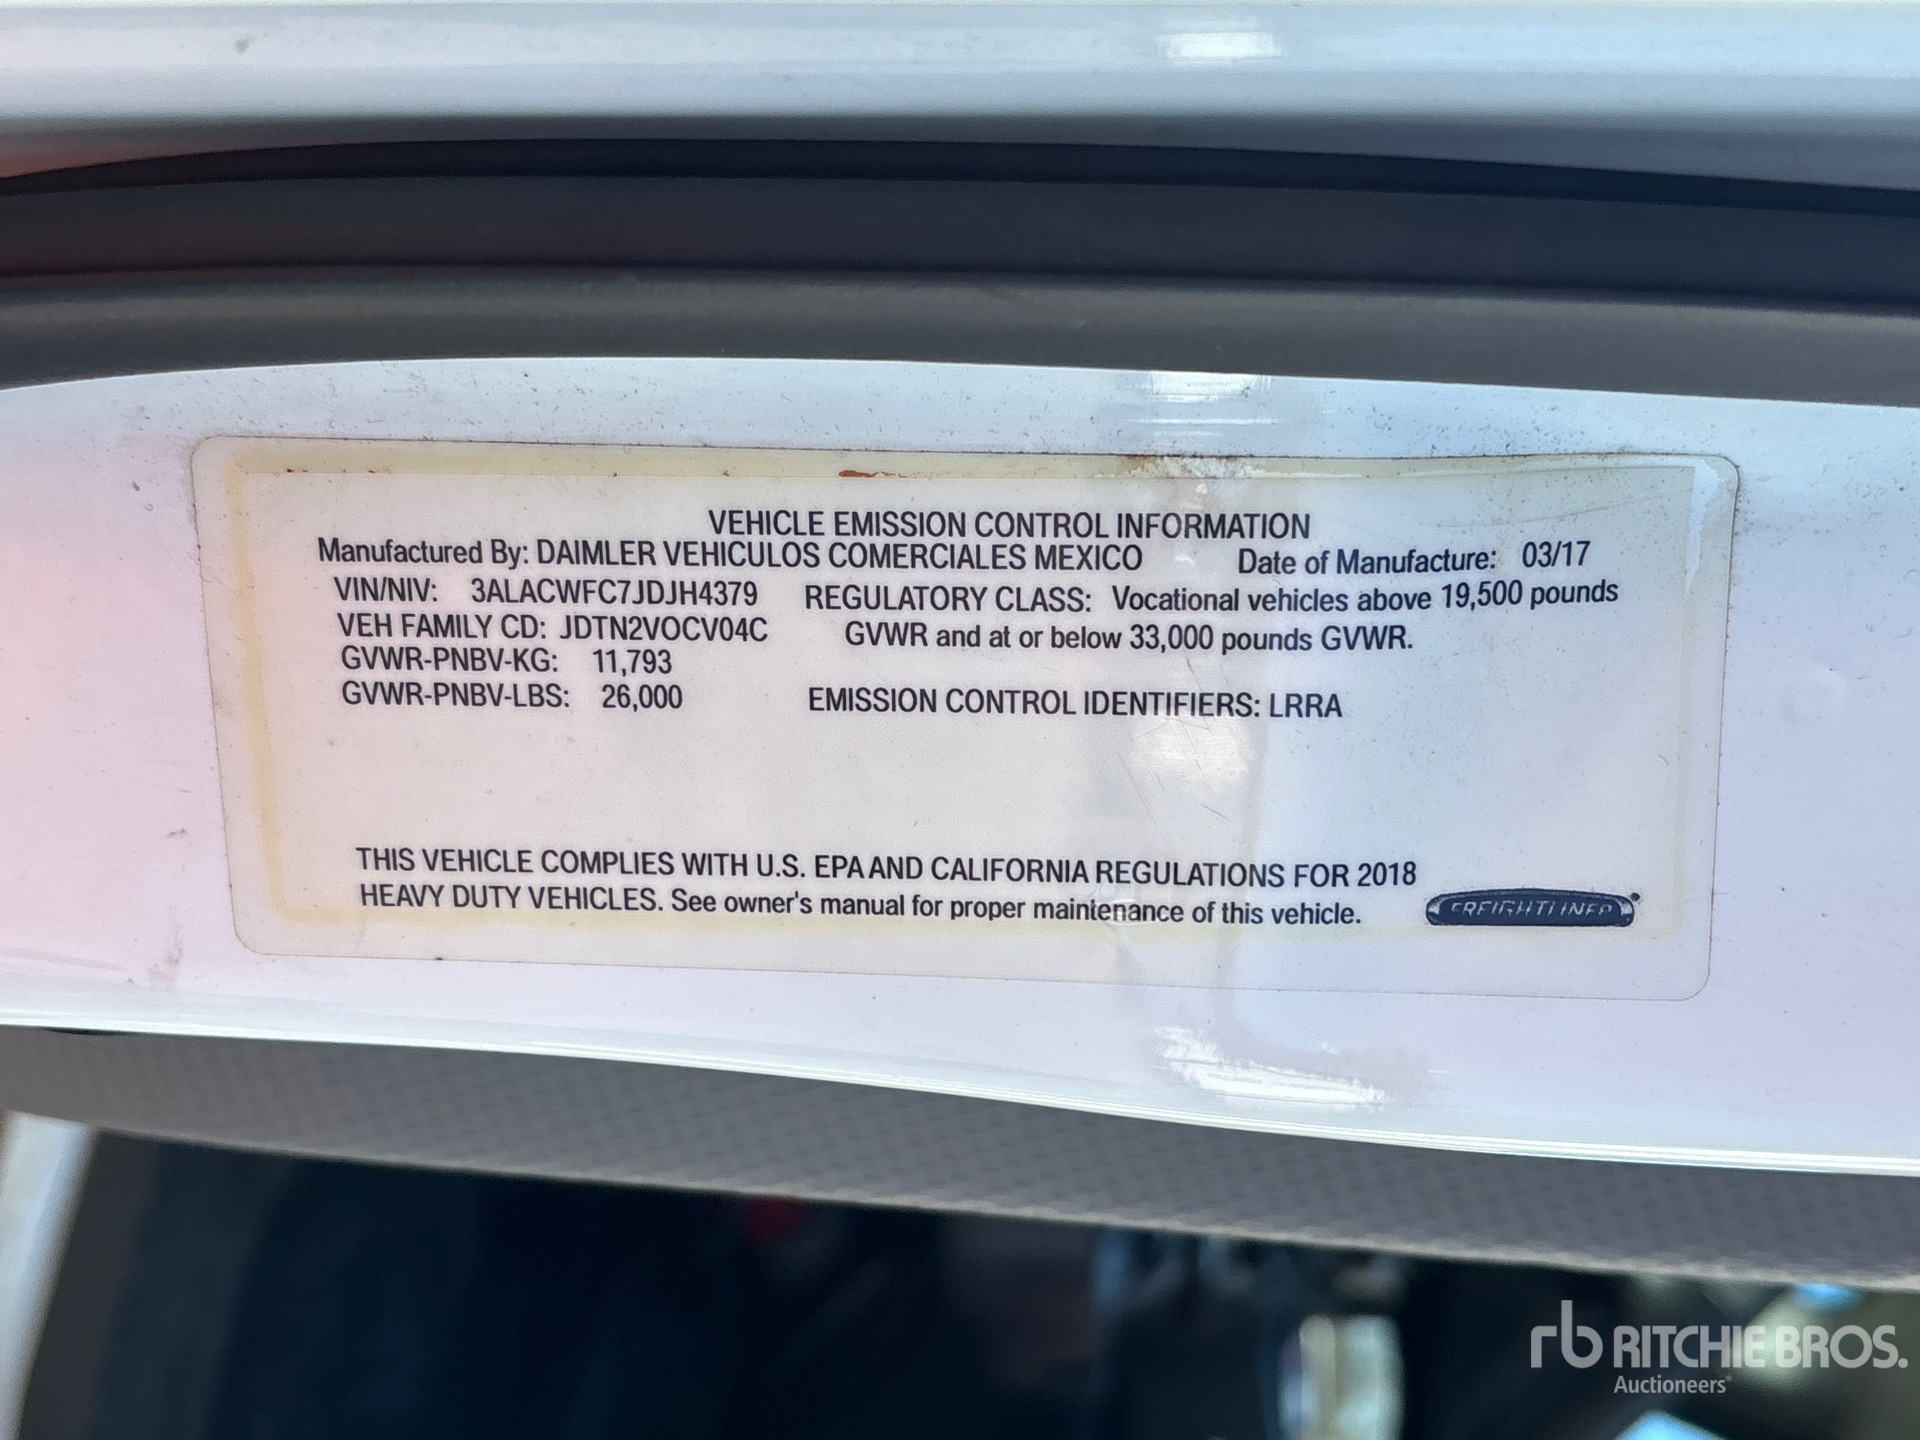 VEHICLE EMISSION CONTROL INFORMATION
Manufactured By: DAIMLER VEHICULOS COMERCIALES MEXICO Date of Manufacture: 03/17
VIN/NIV: 3ALACWFC7JDJH4379 REGULATORY CLASS: Vocational vehicles above 19,500 pounds
VEH FAMILY CD: JDTN2VOCV04C GVWR and at or below 33,000 pounds GVWR.
GVWR-PNBV-KG: 11,793
GVWR-PNBV-LBS: 26,000 EMISSION CONTROL IDENTIFIERS: LRRA
THIS VEHICLE COMPLIES WITH U.S. EPA AND CALIFORNIA REGULATIONS FOR 2018
HEAVY DUTY VEHICLES. See owner's manual for proper maintenance of this vehicle.
FREIGHTLINER
rb RITCHIE BROS.
Auctioneers